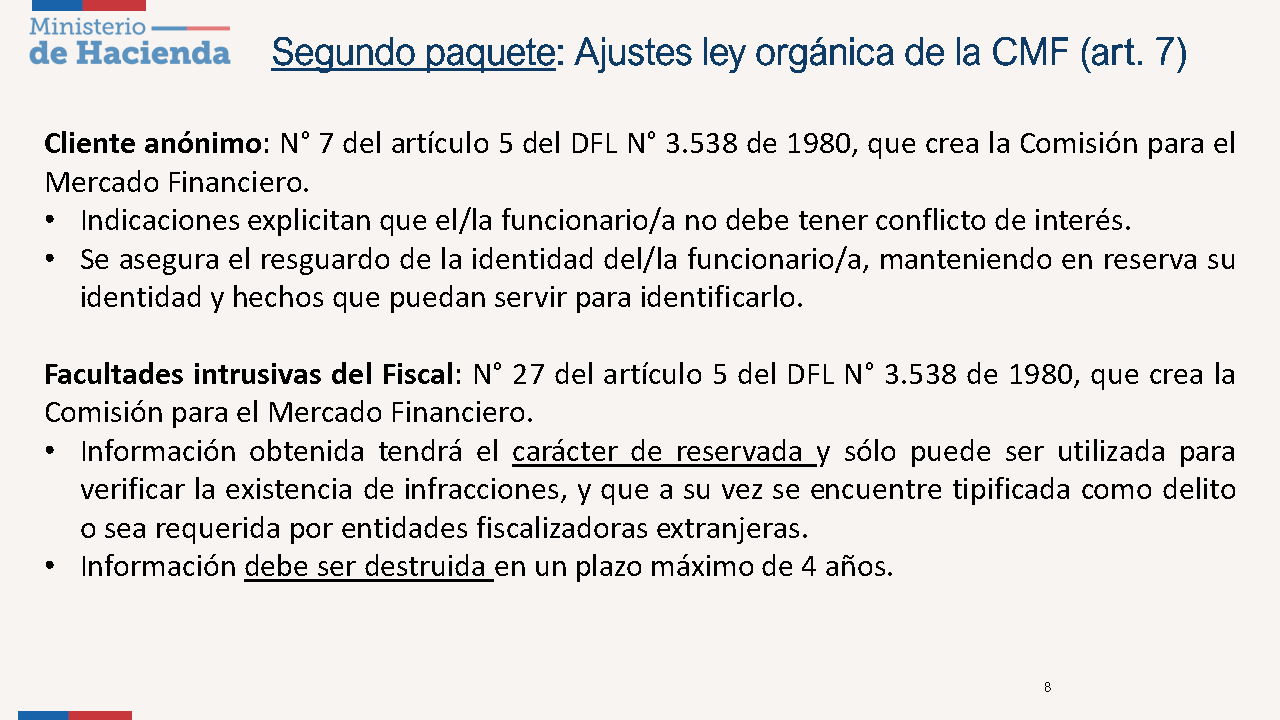 Ministerio
de Hacienda
Segundo paquete: Ajustes ley orgánica de la CMF (art. 7)
Cliente anónimo: N° 7 del artículo 5 del DFL N° 3.538 de 1980, que crea la Comisión para el
Mercado Financiero.
• Indicaciones explicitan que el/la funcionario/a no debe tener conflicto de interés.
• Se asegura el resguardo de la identidad del/la funcionario/a, manteniendo en reserva su
identidad y hechos que puedan servir para identificarlo.
Facultades intrusivas del Fiscal: N° 27 del artículo 5 del DFL N° 3.538 de 1980, que crea la
Comisión para el Mercado Financiero.
• Información obtenida tendrá el carácter de reservada y sólo puede ser utilizada para
verificar la existencia de infracciones, y que a su vez se encuentre tipificada como delito
o sea requerida por entidades fiscalizadoras extranjeras.
• Información debe ser destruida en un plazo máximo de 4 años.
8